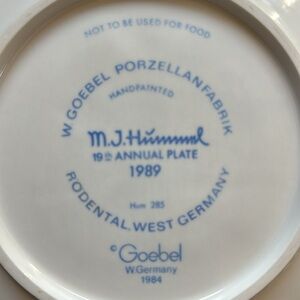 NOT TO BE USED FOR FOOD
W. GOEBEL PORZELLANFABRIK
HANDPAINTED
M.J.Hummel
19th ANNUAL PLATE
1989
Hum 285
RÖDENTAL, WEST GERMANY
© Goebel
W.Germany
1984